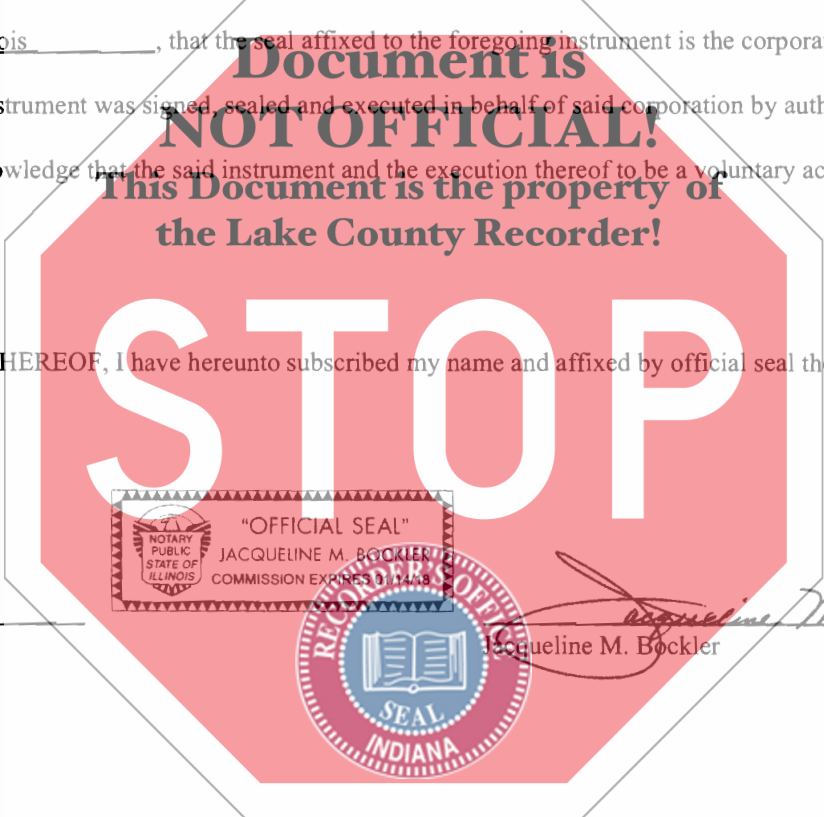 ois____________, that the seal affixed to the foregoing instrument is the corpora
Document is
strument was signed, sealed and executed in behalf of said corporation by auth
NOT OFFICIAL!
wledge that the said instrument and the execution thereof to be a voluntary ac
This Document is the property of
the Lake County Recorder!
STOP
HEREOF, I have hereunto subscribed my name and affixed by official seal the
"OFFICIAL SEAL"
NOTARY
PUBLIC
STATE OF
ILLINOIS
JACQUELINE M. BOCKLER
COMMISSION EXPIRES 01/14/18
RECORDER'S OFFICE
SEAL
INDIANA
Jacqueline M
Jacqueline M. Bockler